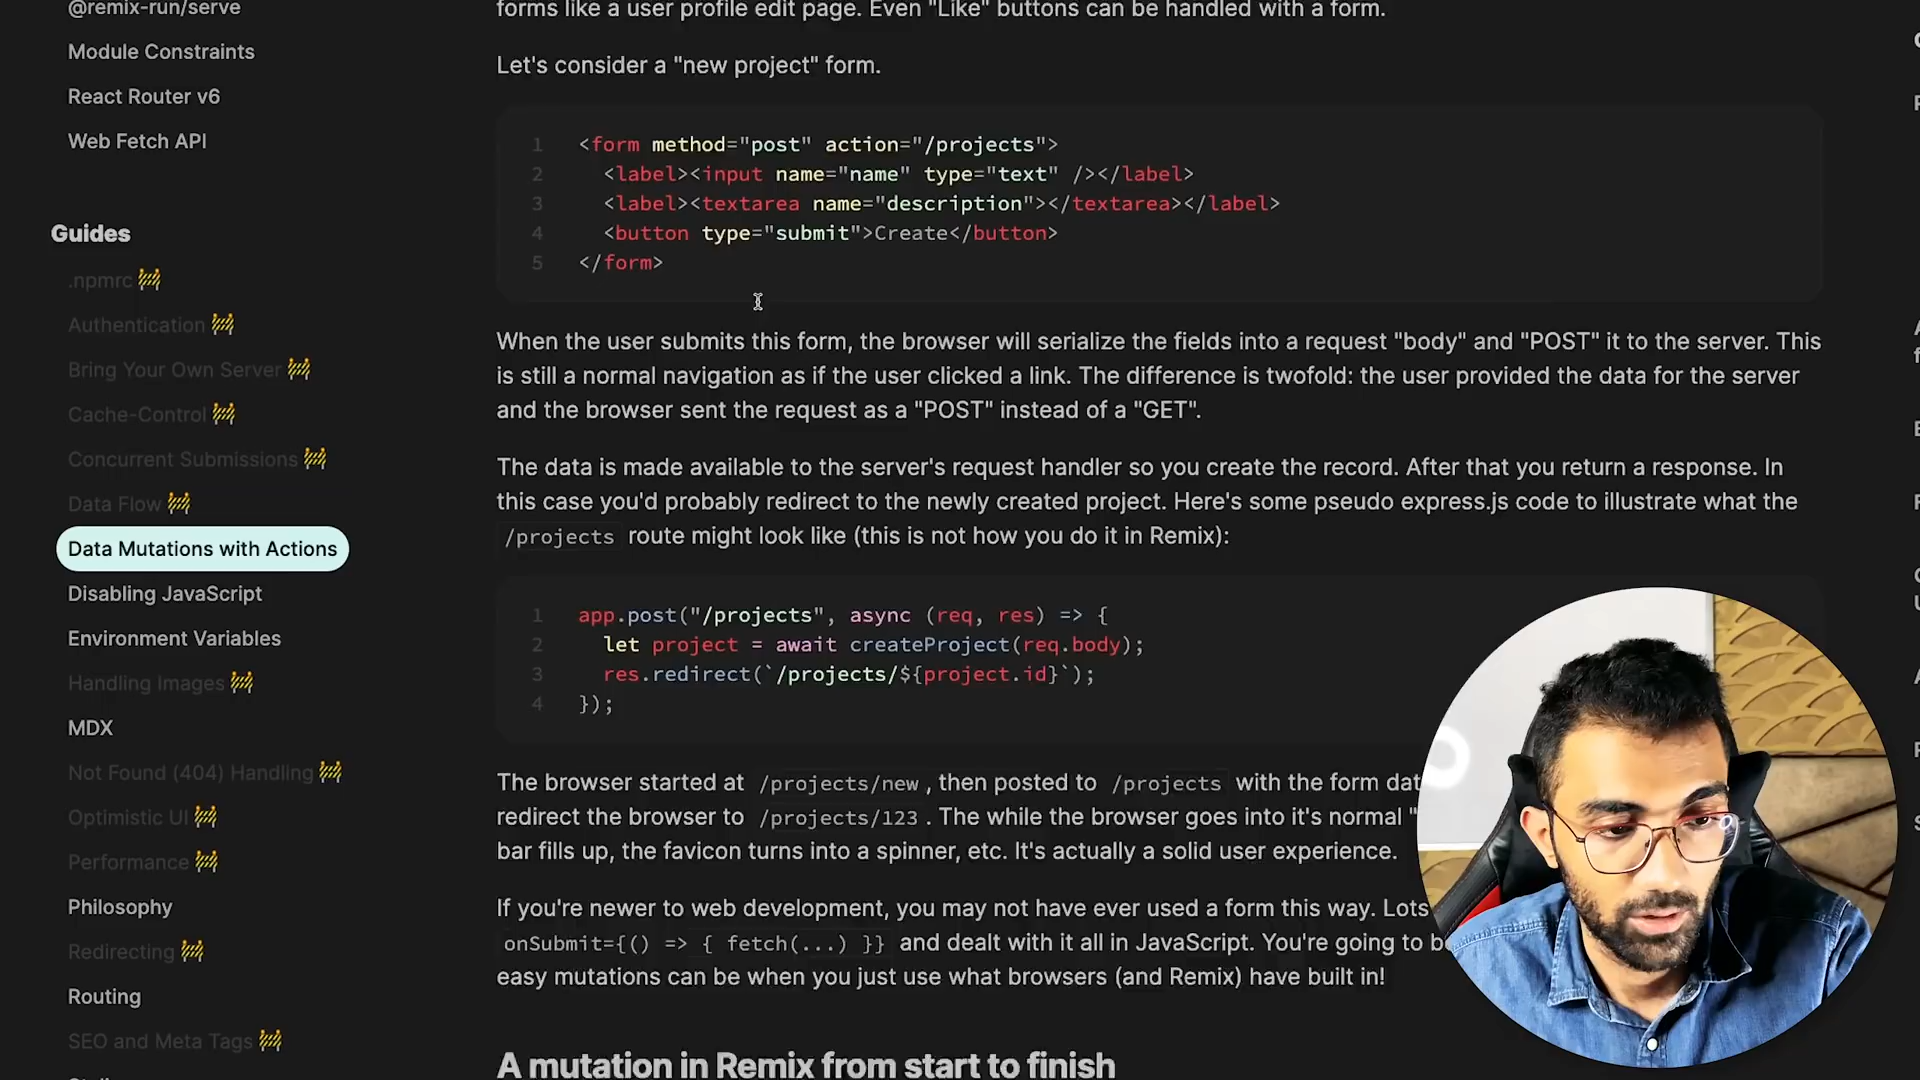 @remix-run/serve
Module Constraints
React Router v6
Web Fetch API
Guides
.npmrc 🚧
Authentication 🚧
Bring Your Own Server 🚧
Cache-Control 🚧
Concurrent Submissions 🚧
Data Flow 🚧
Data Mutations with Actions
Disabling JavaScript
Environment Variables
Handling Images 🚧
MDX
Not Found (404) Handling 🚧
Optimistic UI 🚧
Performance 🚧
Philosophy
Redirecting 🚧
Routing
SEO and Meta Tags 🚧
forms like a user profile edit page. Even "Like" buttons can be handled with a form.
Let's consider a "new project" form.
1 <form method="post" action="/projects">
2 <label><input name="name" type="text" /></label>
3 <label><textarea name="description"></textarea></label>
4 <button type="submit">Create</button>
5 </form>
When the user submits this form, the browser will serialize the fields into a request "body" and "POST" it to the server. This
is still a normal navigation as if the user clicked a link. The difference is twofold: the user provided the data for the server
and the browser sent the request as a "POST" instead of a "GET".
The data is made available to the server's request handler so you create the record. After that you return a response. In
this case you'd probably redirect to the newly created project. Here's some pseudo express.js code to illustrate what the
/projects route might look like (this is not how you do it in Remix):
1 app.post("/projects", async (req, res) => {
2 let project = await createProject(req.body);
3 res.redirect(`/projects/${project.id}`);
4 });
The browser started at /projects/new, then posted to /projects with the form dat
redirect the browser to /projects/123. The while the browser goes into it's normal "
bar fills up, the favicon turns into a spinner, etc. It's actually a solid user experience.
If you're newer to web development, you may not have ever used a form this way. Lots
onSubmit={() => { fetch(...) }} and dealt with it all in JavaScript. You're going to b
easy mutations can be when you just use what browsers (and Remix) have built in!
A mutation in Remix from start to finish